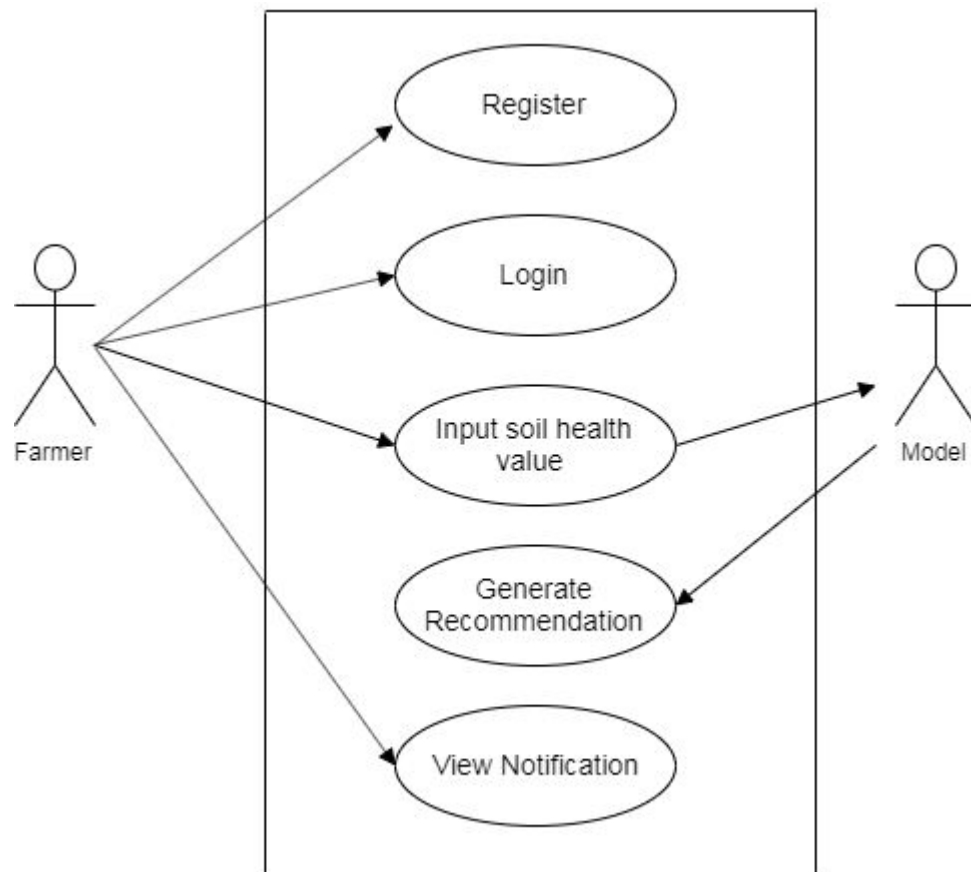 Register
Login
Farmer
Input soil health
value
Model
Generate
Recommendation
View Notification